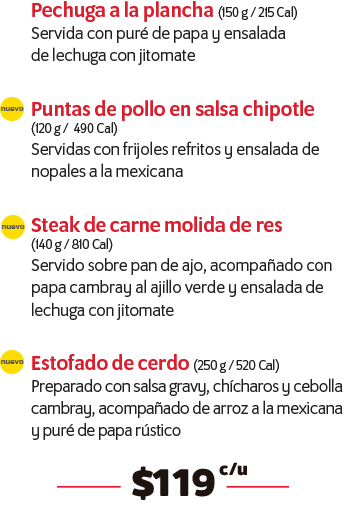 Pechuga a la plancha (150 g / 215 Cal)
Servida con puré de papa y ensalada
de lechuga con jitomate
nuevo Puntas de pollo en salsa chipotle
(120 g / 490 Cal)
Servidas con frijoles refritos y ensalada de
nopales a la mexicana
nuevo Steak de carne molida de res
(140 g / 810 Cal)
Servido sobre pan de ajo, acompañado con
papa cambray al ajillo verde y ensalada de
lechuga con jitomate
nuevo Estofado de cerdo (250 g / 520 Cal)
Preparado con salsa gravy, chícharos y cebolla
cambray, acompañado de arroz a la mexicana
y puré de papa rústico
$119 c/u